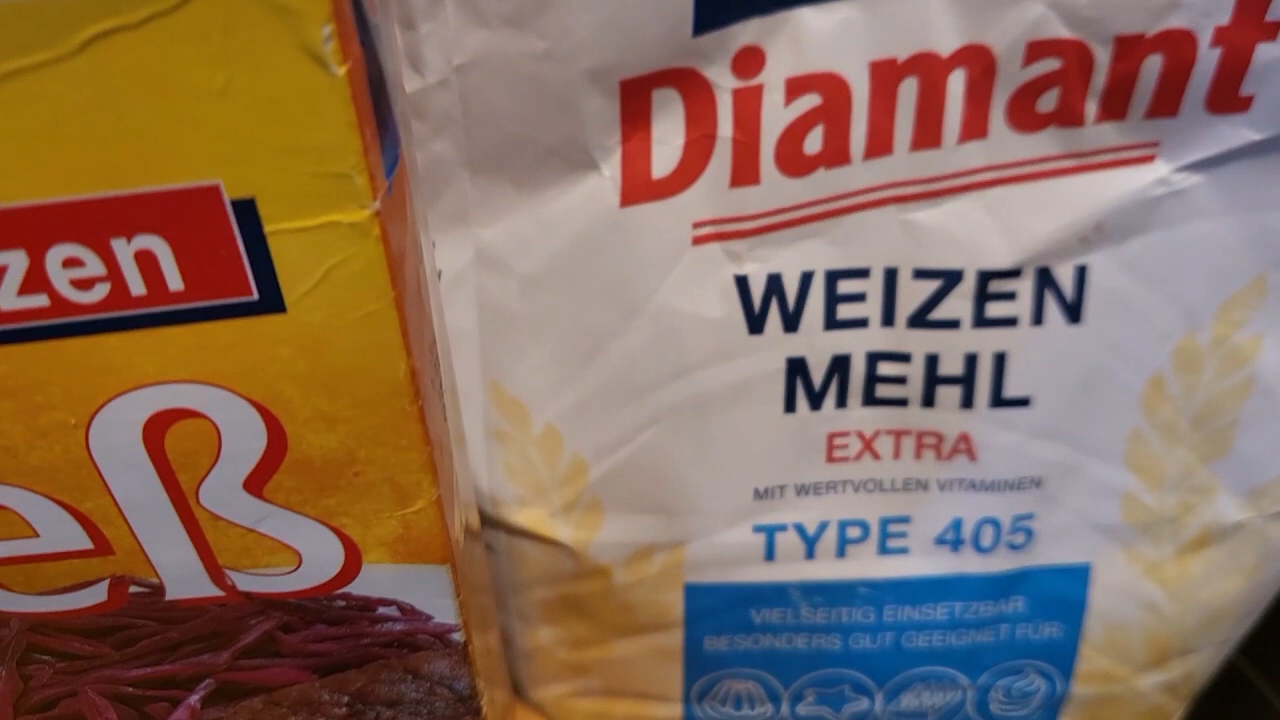 zen
eß
Diamant
WEIZEN
MEHL
EXTRA
MIT WERTVOLLEN VITAMINEN
TYPE 405
VIELSEITIG EINSETZBAR
BESONDERS GUT GEEIGNET FÜR: